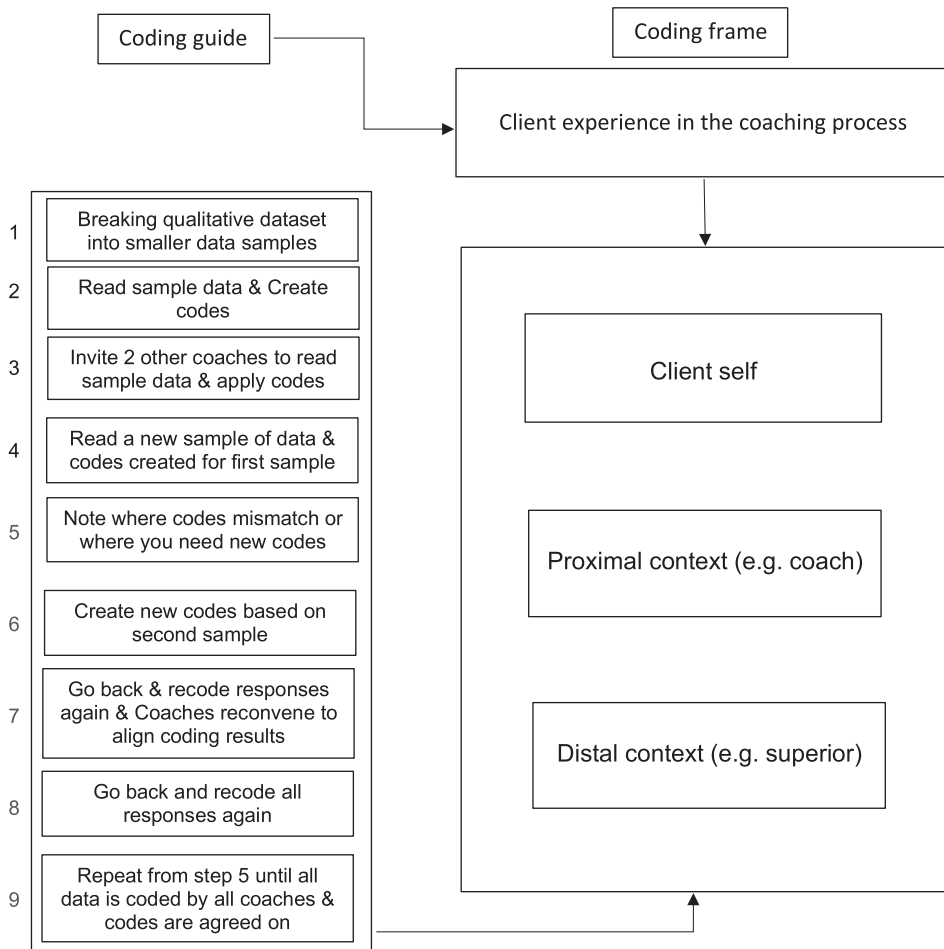 Coding guide
Coding frame
Client experience in the coaching process
1
Breaking qualitative dataset
into smaller data samples
2
Read sample data & Create
codes
3
Invite 2 other coaches to read
sample data & apply codes
4
Read a new sample of data &
codes created for first sample
5
Note where codes mismatch or
where you need new codes
6
Create new codes based on
second sample
7
Go back & recode responses
again & Coaches reconvene to
align coding results
8
Go back and recode all
responses again
9
Repeat from step 5 until all
data is coded by all coaches &
codes are agreed on
Client self
Proximal context (e.g. coach)
Distal context (e.g. superior)